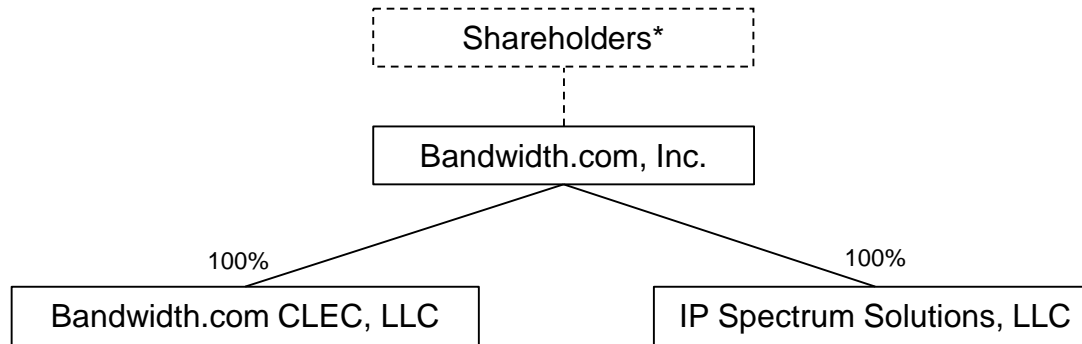 Shareholders*
Bandwidth.com, Inc.
100%
100%
Bandwidth.com CLEC, LLC
IP Spectrum Solutions, LLC